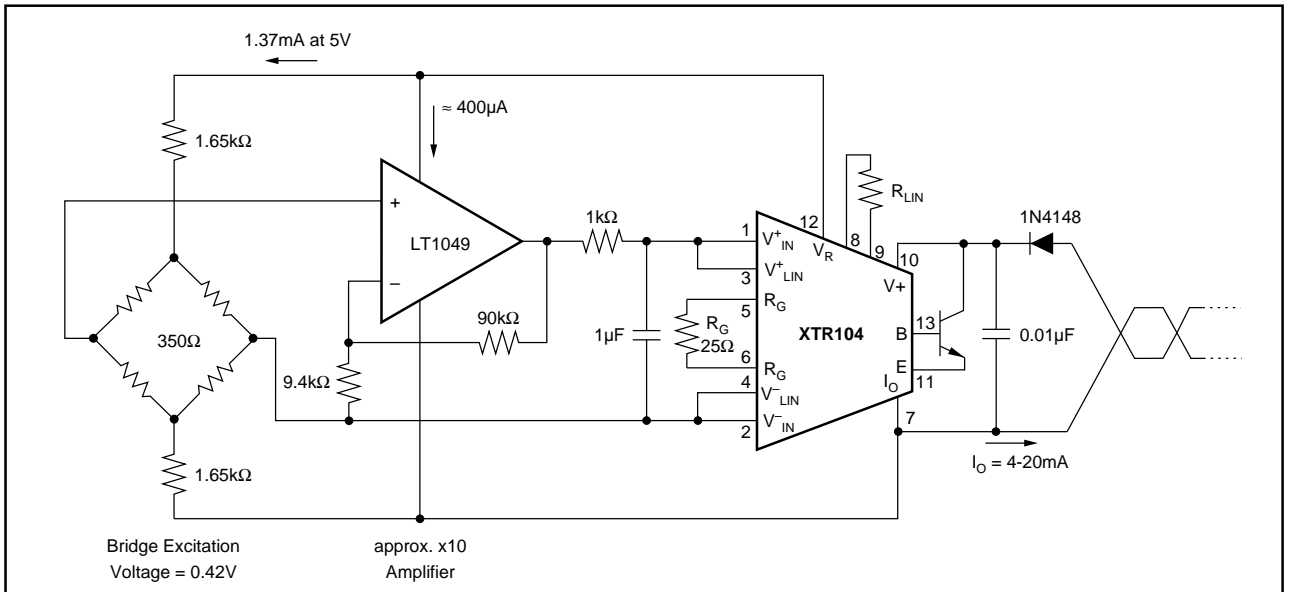 1.37mA at 5V
≈ 400µA
1.65kΩ
+
LT1049
–
1kΩ
90kΩ
1µF
350Ω
9.4kΩ
1.65kΩ
R_LIN
1N4148
12
V_R
8
9
10
V+
1
V⁺_IN
3
V⁺_LIN
5
R_G
R_G
25Ω
6
R_G
4
V⁻_LIN
2
V⁻_IN
XTR104
B
13
E
11
I_O
7
0.01µF
I_O = 4-20mA
Bridge Excitation
Voltage = 0.42V
approx. x10
Amplifier